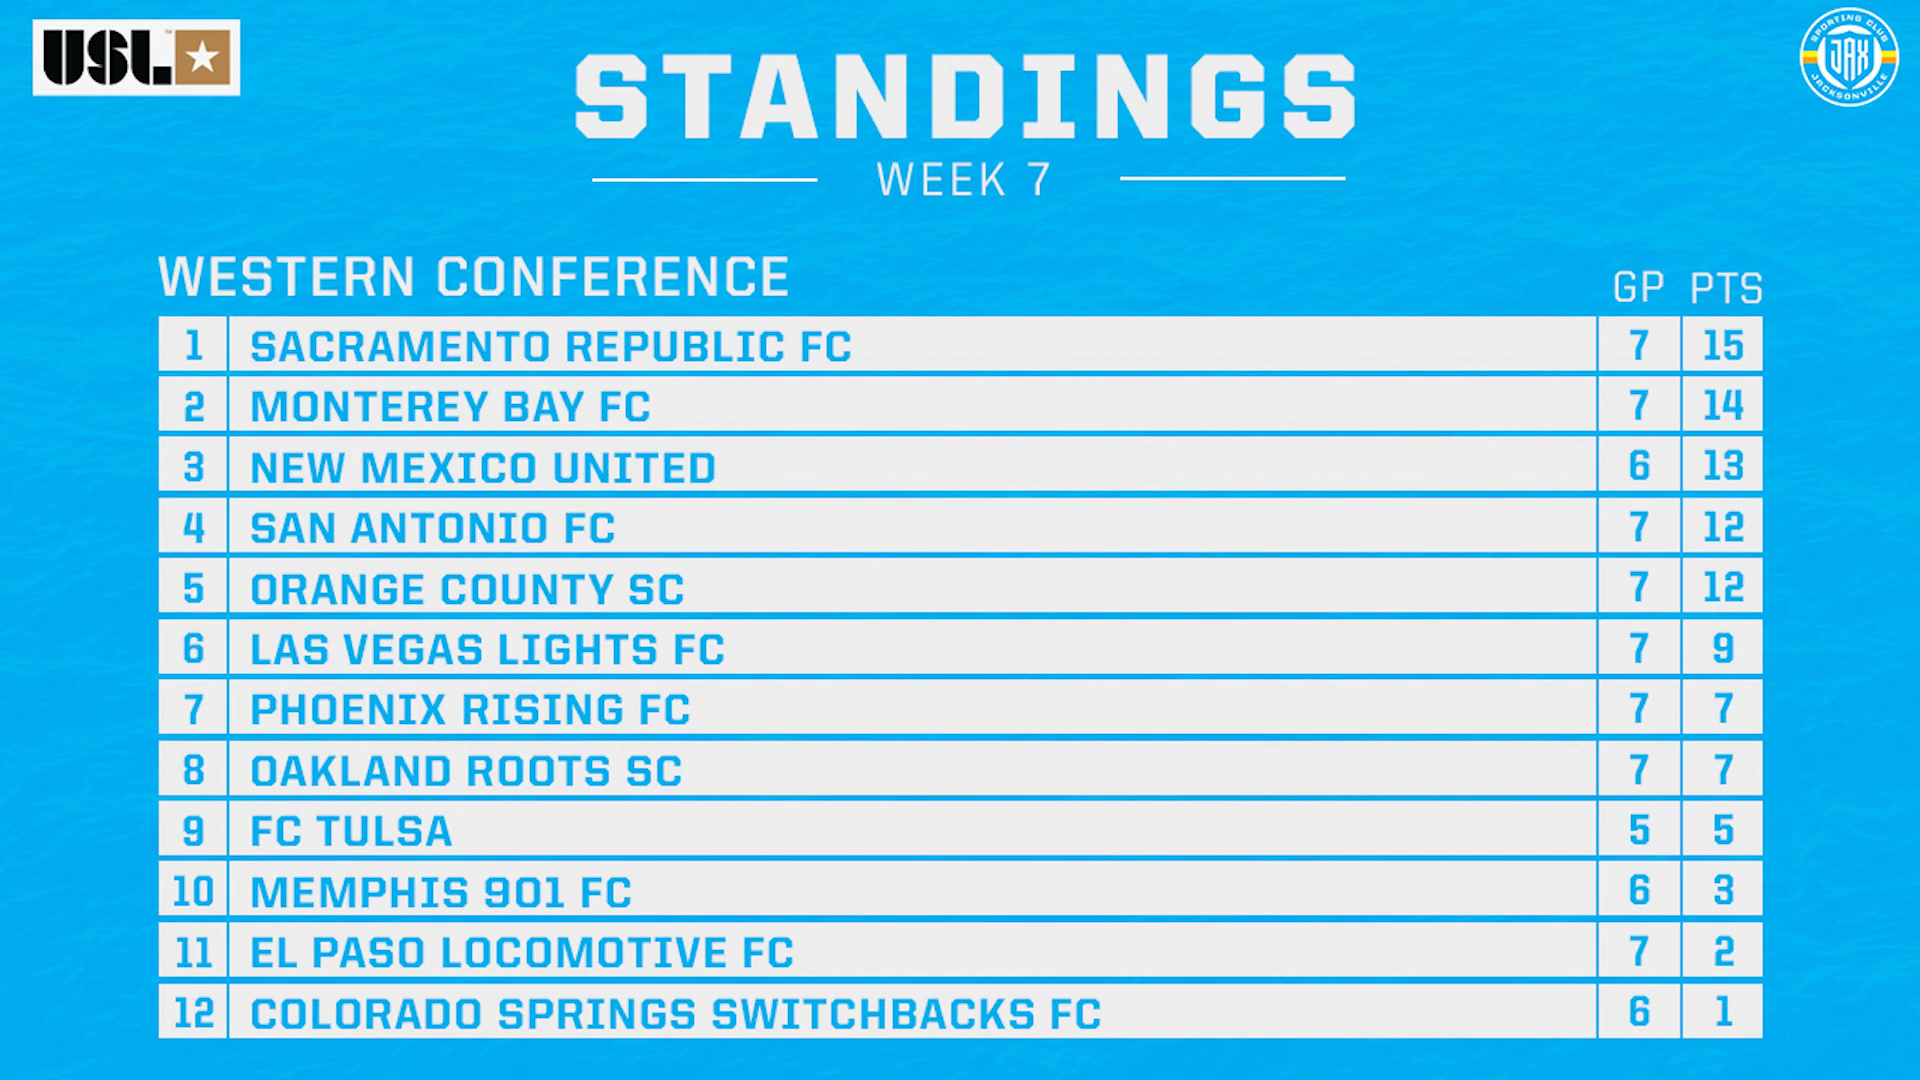 USL
SPORTING CLUB
JAX
JACKSONVILLE
STANDINGS
WEEK 7
WESTERN CONFERENCE GP PTS
1 SACRAMENTO REPUBLIC FC 7 15
2 MONTEREY BAY FC 7 14
3 NEW MEXICO UNITED 6 13
4 SAN ANTONIO FC 7 12
5 ORANGE COUNTY SC 7 12
6 LAS VEGAS LIGHTS FC 7 9
7 PHOENIX RISING FC 7 7
8 OAKLAND ROOTS SC 7 7
9 FC TULSA 5 5
10 MEMPHIS 901 FC 6 3
11 EL PASO LOCOMOTIVE FC 7 2
12 COLORADO SPRINGS SWITCHBACKS FC 6 1